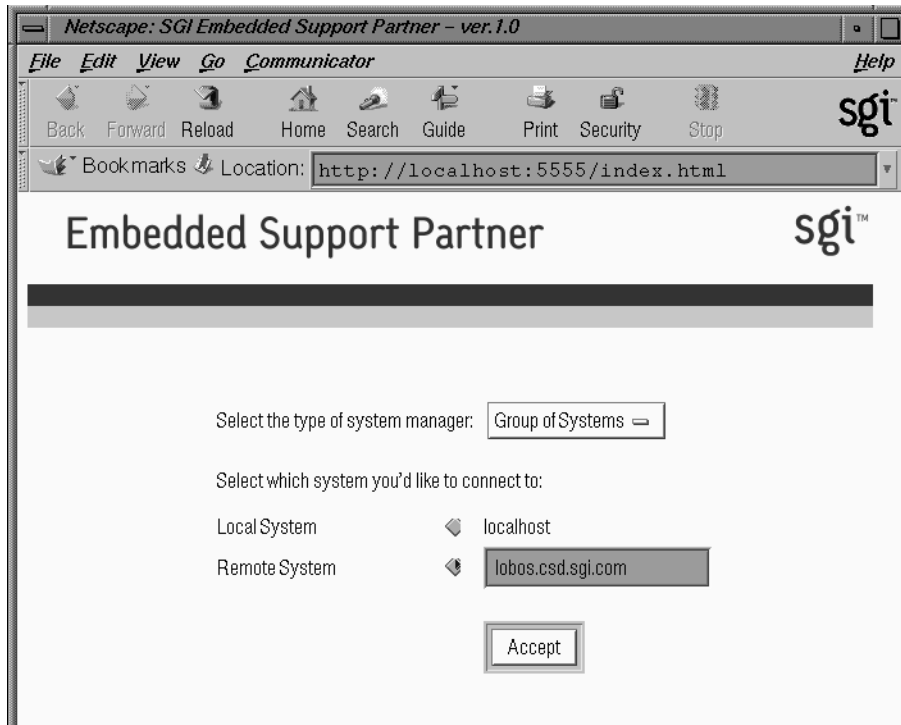 Netscape: SGI Embedded Support Partner – ver.1.0
File Edit View Go Communicator Help
Back Forward Reload Home Search Guide Print Security Stop
sgi™
Bookmarks Location: http://localhost:5555/index.html
Embedded Support Partner sgi™
Select the type of system manager: Group of Systems
Select which system you'd like to connect to:
Local System localhost
Remote System lobos.csd.sgi.com
Accept